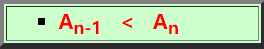 ▪ Aₙ₋₁ < Aₙ